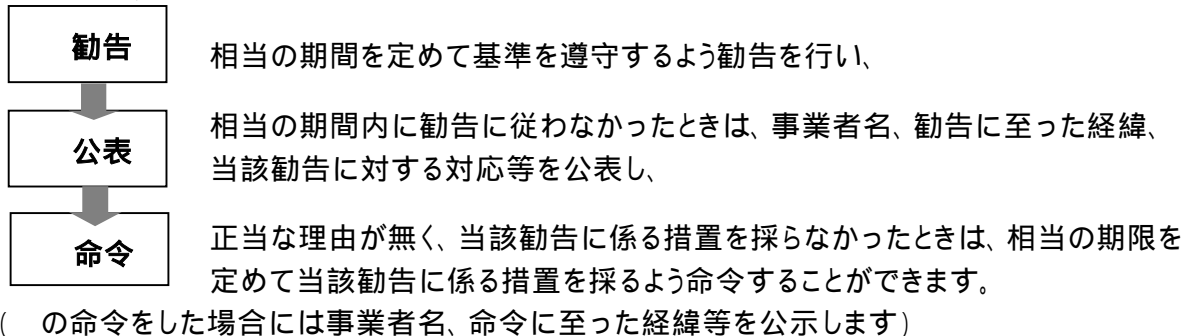 勧告
相当の期間を定めて基準を遵守するよう勧告を行い、
公表
相当の期間内に勧告に従わなかったときは、事業者名、勧告に至った経緯、
当該勧告に対する対応等を公表し、
命令
正当な理由が無く、当該勧告に係る措置を採らなかったときは、相当の期限を
定めて当該勧告に係る措置を採るよう命令することができます。
( の命令をした場合には事業者名、命令に至った経緯等を公示します)